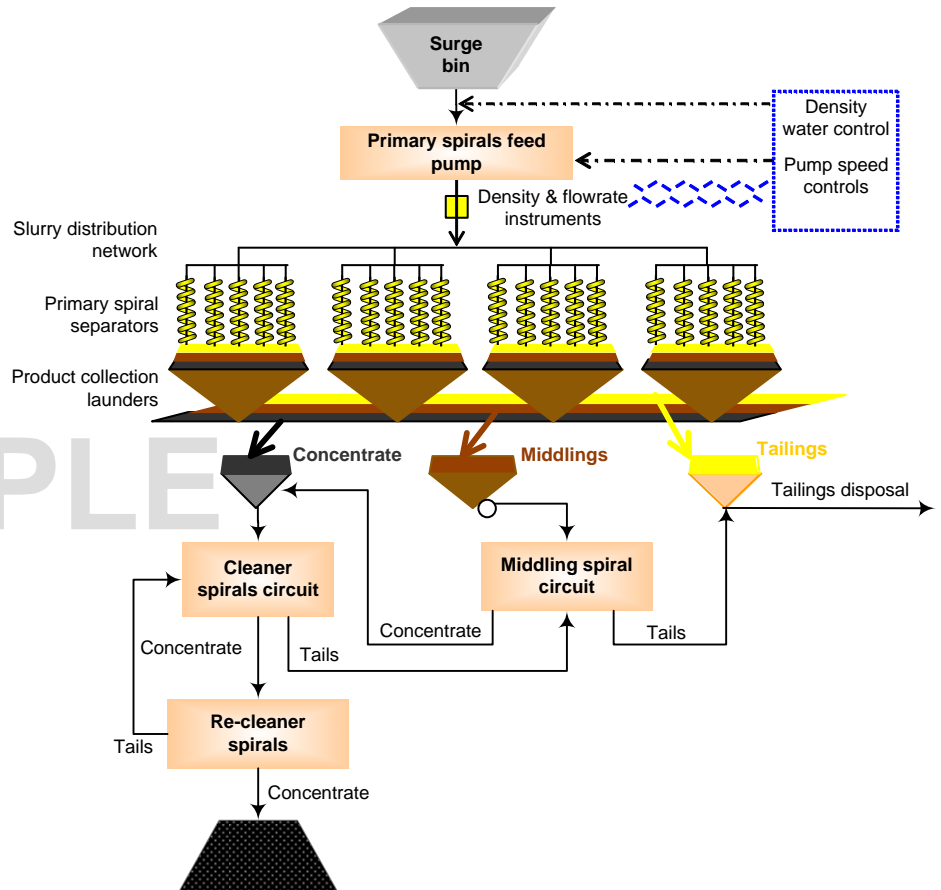 Surge
bin
Density
water control
Primary spirals feed
pump
Pump speed
controls
Density & flowrate
instruments
Slurry distribution
network
Primary spiral
separators
Product collection
launders
PLE
Concentrate
Middlings
Tailings
Tailings disposal
Cleaner
spirals circuit
Middling spiral
circuit
Concentrate
Tails
Concentrate
Tails
Re-cleaner
spirals
Tails
Concentrate